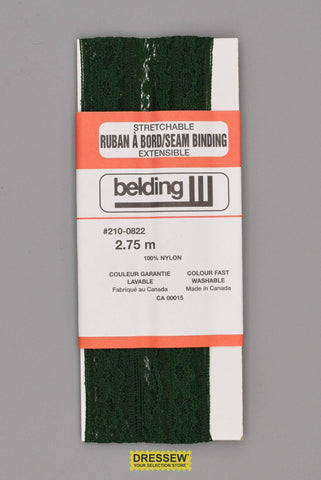 STRETCHABLE
RUBAN À BORD/SEAM BINDING
EXTENSIBLE
belding
#210-0822
2.75 m
100% NYLON
COULEUR GARANTIE COLOUR FAST
LAVABLE WASHABLE
Fabriqué au Canada Made in Canada
CA 00015
DRESSEW
YOUR SELECTION STORE